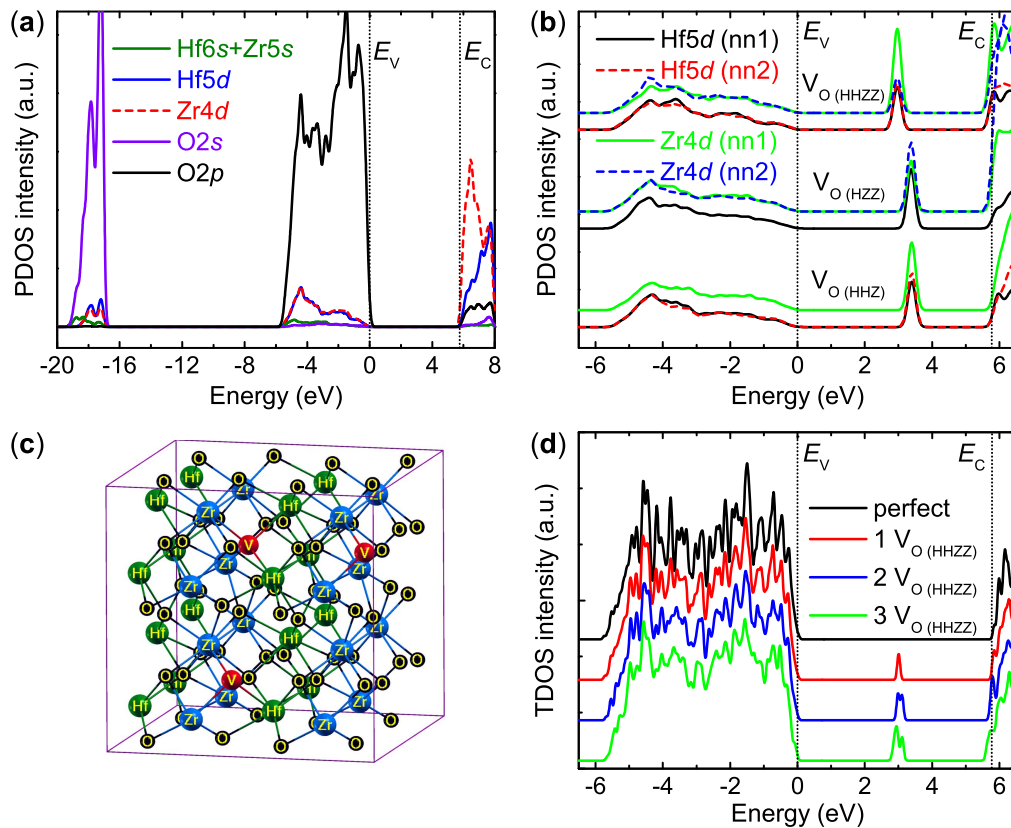 (a)
PDOS intensity (a.u.)
Hf6s+Zr5s
Hf5d
Zr4d
O2s
O2p
EV
EC
-20 -16 -12 -8 -4 0 4 8
Energy (eV)
(b)
PDOS intensity (a.u.)
Hf5d (nn1)
Hf5d (nn2)
Zr4d (nn1)
Zr4d (nn2)
EV
EC
VO (HHZZ)
VO (HZZ)
VO (HHZ)
-6 -4 -2 0 2 4 6
Energy (eV)
(c)
(d)
TDOS intensity (a.u.)
EV
EC
perfect
1 VO (HHZZ)
2 VO (HHZZ)
3 VO (HHZZ)
-6 -4 -2 0 2 4 6
Energy (eV)